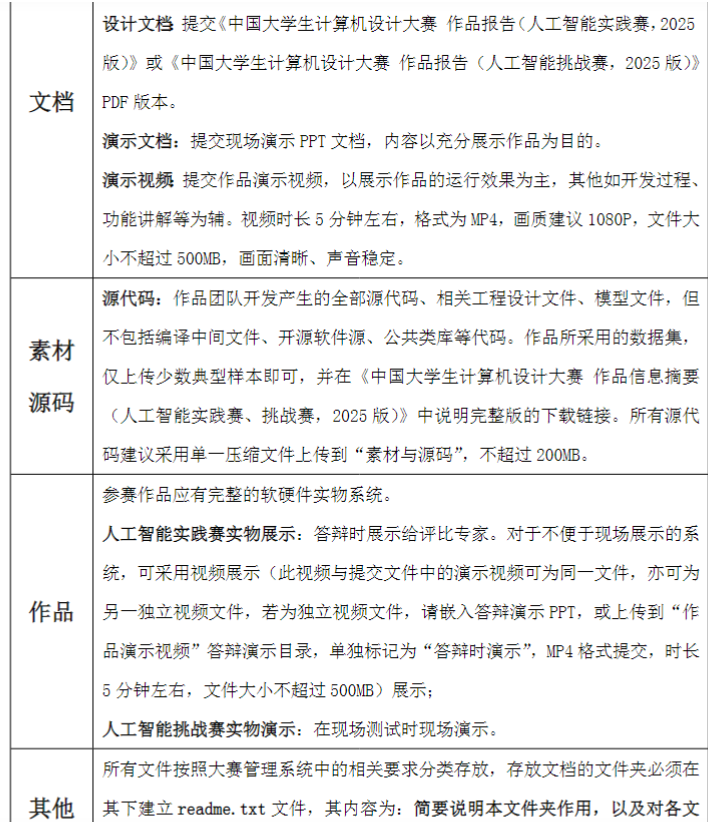 文档
设计文档: 提交《中国大学生计算机设计大赛 作品报告（人工智能实践赛，2025
版）》或《中国大学生计算机设计大赛 作品报告（人工智能挑战赛，2025版）》
PDF 版本。
演示文档：提交现场演示 PPT 文档，内容以充分展示作品为目的。
演示视频: 提交作品演示视频，以展示作品的运行效果为主，其他如开发过程、
功能讲解等为辅。视频时长 5 分钟左右，格式为 MP4，画质建议 1080P，文件大
小不超过 500MB，画面清晰、声音稳定。
素材
源码
源代码：作品团队开发产生的全部源代码、相关工程设计文件、模型文件，但
不包括编译中间文件、开源软件源、公共类库等代码。作品所采用的数据集，
仅上传少数典型样本即可，并在《中国大学生计算机设计大赛 作品信息摘要
（人工智能实践赛、挑战赛，2025 版）》中说明完整版的下载链接。所有源代
码建议采用单一压缩文件上传到“素材与源码”，不超过 200MB。
作品
参赛作品应有完整的软硬件实物系统。
人工智能实践赛实物展示：答辩时展示给评比专家。对于不便于现场展示的系
统，可采用视频展示（此视频与提交文件中的演示视频可为同一文件，亦可为
另一独立视频文件，若为独立视频文件，请嵌入答辩演示 PPT，或上传到“作
品演示视频”答辩演示目录，单独标记为“答辩时演示”，MP4 格式提交，时长
5 分钟左右，文件大小不超过 500MB）展示；
人工智能挑战赛实物演示：在现场测试时现场演示。
其他
所有文件按照大赛管理系统中的相关要求分类存放，存放文档的文件夹必须在
其下建立 readme.txt 文件，其内容为：简要说明本文件夹作用，以及对各文